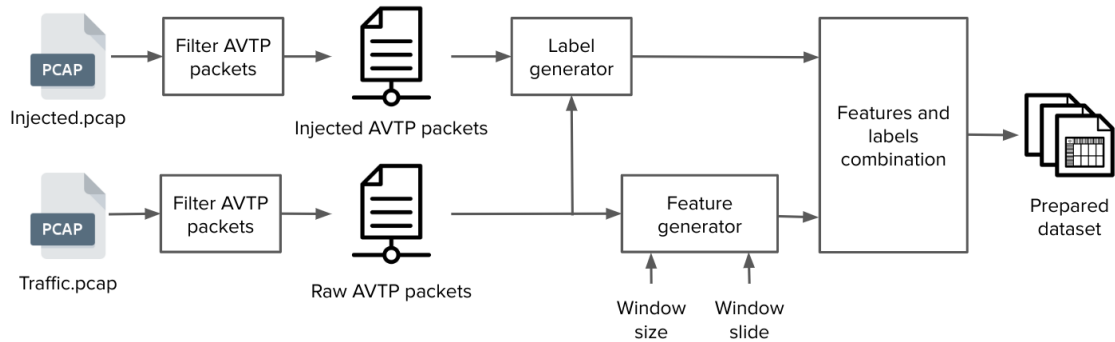 PCAP
Injected.pcap
Filter AVTP
packets
Injected AVTP packets
Label
generator
Features and
labels
combination
Prepared
dataset
PCAP
Traffic.pcap
Filter AVTP
packets
Raw AVTP packets
Feature
generator
Window
size
Window
slide